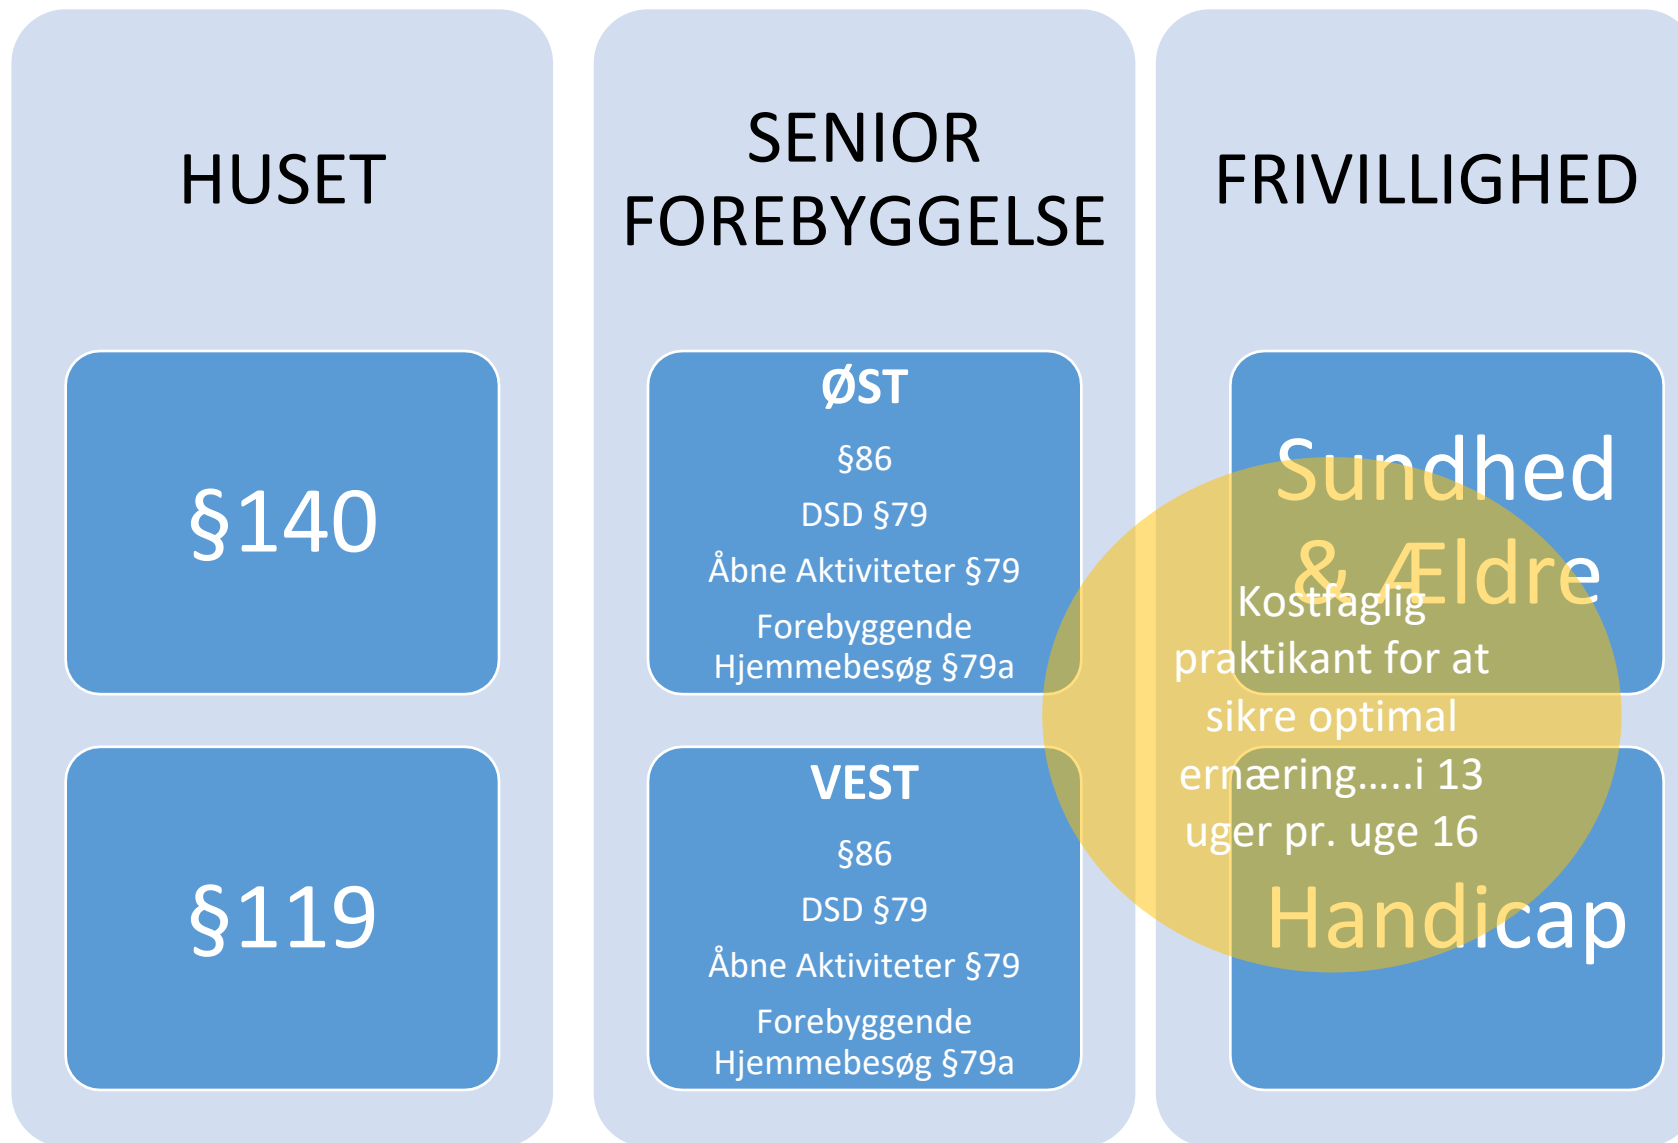 HUSET
§140
§119
SENIOR
FOREBYGGELSE
ØST
§86
DSD §79
Åbne Aktiviteter §79
Forebyggende
Hjemmebesøg §79a
VEST
§86
DSD §79
Åbne Aktiviteter §79
Forebyggende
Hjemmebesøg §79a
FRIVILLIGHED
Sundhed
& Ældre
Handicap
Kostfaglig
praktikant for at
sikre optimal
ernæring.....i 13
uger pr. uge 16